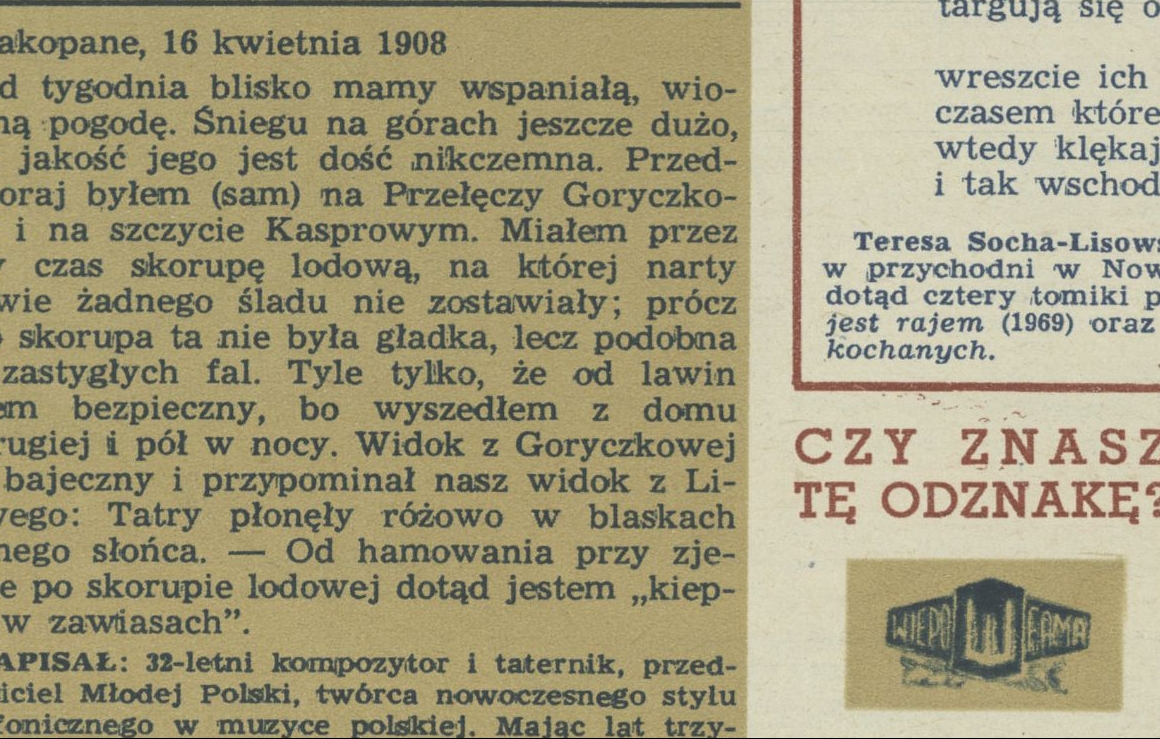 akopane, 16 kwietnia 1908
d tygodnia blisko mamy wspaniałą, wio-
ną pogodę. Śniegu na górach jeszcze dużo,
jakość jego jest dość nikczemna. Przed-
oraj byłem (sam) na Przełęczy Goryczko-
i na szczycie Kasprowym. Miałem przez
y czas skorupę lodową, na której narty
wie żadnego śladu nie zostawiały; prócz
o skorupa ta nie była gładka, lecz podobna
zastygłych fal. Tyle tylko, że od lawin
em bezpieczny, bo wyszedłem z domu
rugiej i pół w nocy. Widok z Goryczkowej
bajeczny i przypominał nasz widok z Li-
wego: Tatry płonęły różowo w blaskach
nego słońca. — Od hamowania przy zje-
e po skorupie lodowej dotąd jestem „kiep-
w zawiasach”.
APISAŁ: 32-letni kompozytor i taternik, przed-
iciel Młodej Polski, twórca nowoczesnego stylu
fonicznego w muzyce polskiej. Mając lat trzy-
targują się o
wreszcie ich
czasem które
wtedy klękaj
i tak wschod
Teresa Socha-Lisows
w przychodni w Now
dotąd cztery tomiki p
jest rajem (1969) oraz
kochanych.
CZY ZNASZ
TĘ ODZNAKĘ?
WIEPO FAMA